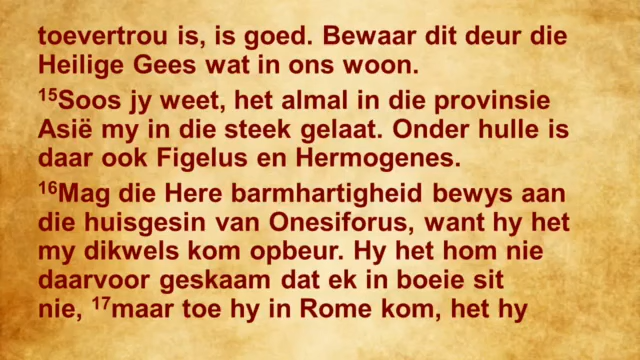 toevertrou is, is goed. Bewaar dit deur die
Heilige Gees wat in ons woon.
¹⁵Soos jy weet, het almal in die provinsie
Asië my in die steek gelaat. Onder hulle is
daar ook Figelus en Hermogenes.
¹⁶Mag die Here barmhartigheid bewys aan
die huisgesin van Onesiforus, want hy het
my dikwels kom opbeur. Hy het hom nie
daarvoor geskaam dat ek in boeie sit
nie, ¹⁷maar toe hy in Rome kom, het hy